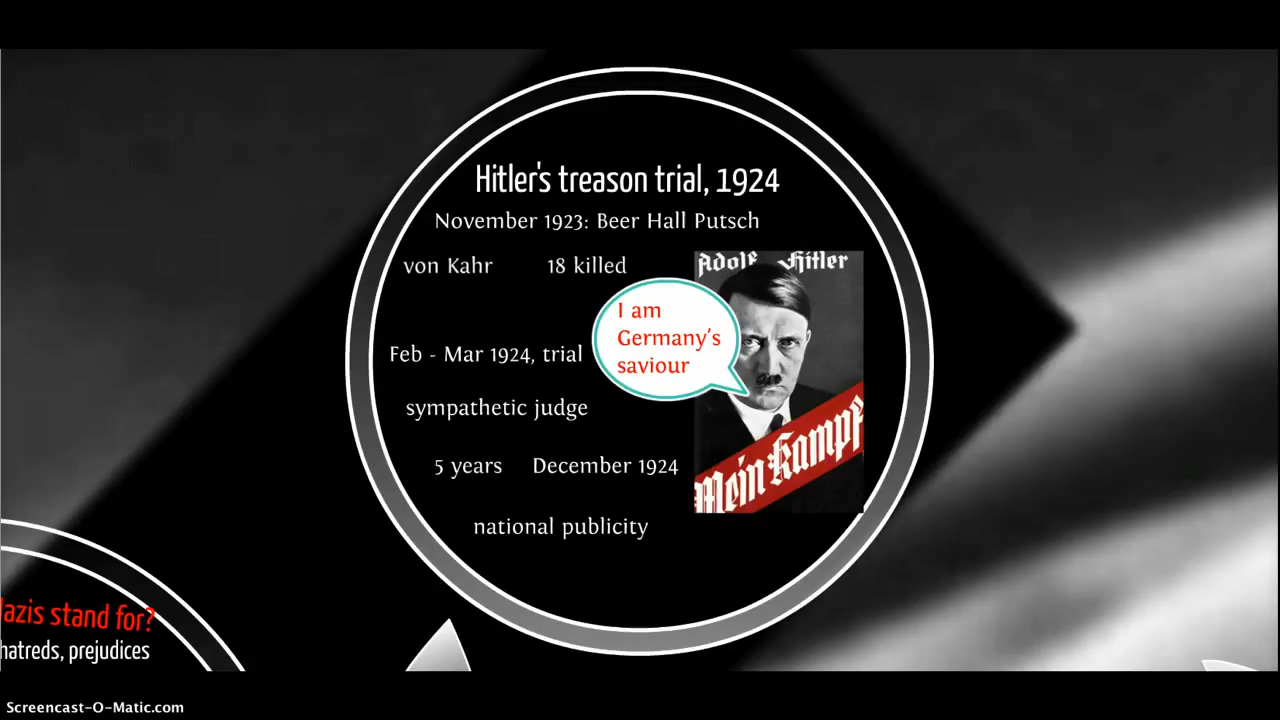 Hitler's treason trial, 1924
November 1923: Beer Hall Putsch
von Kahr 18 killed
Adolf Hitler
I am
Germany's
saviour
Feb - Mar 1924, trial
sympathetic judge
Mein Kampf
5 years December 1924
national publicity
stand for?
hatreds, prejudices
Screencast-O-Matic.com